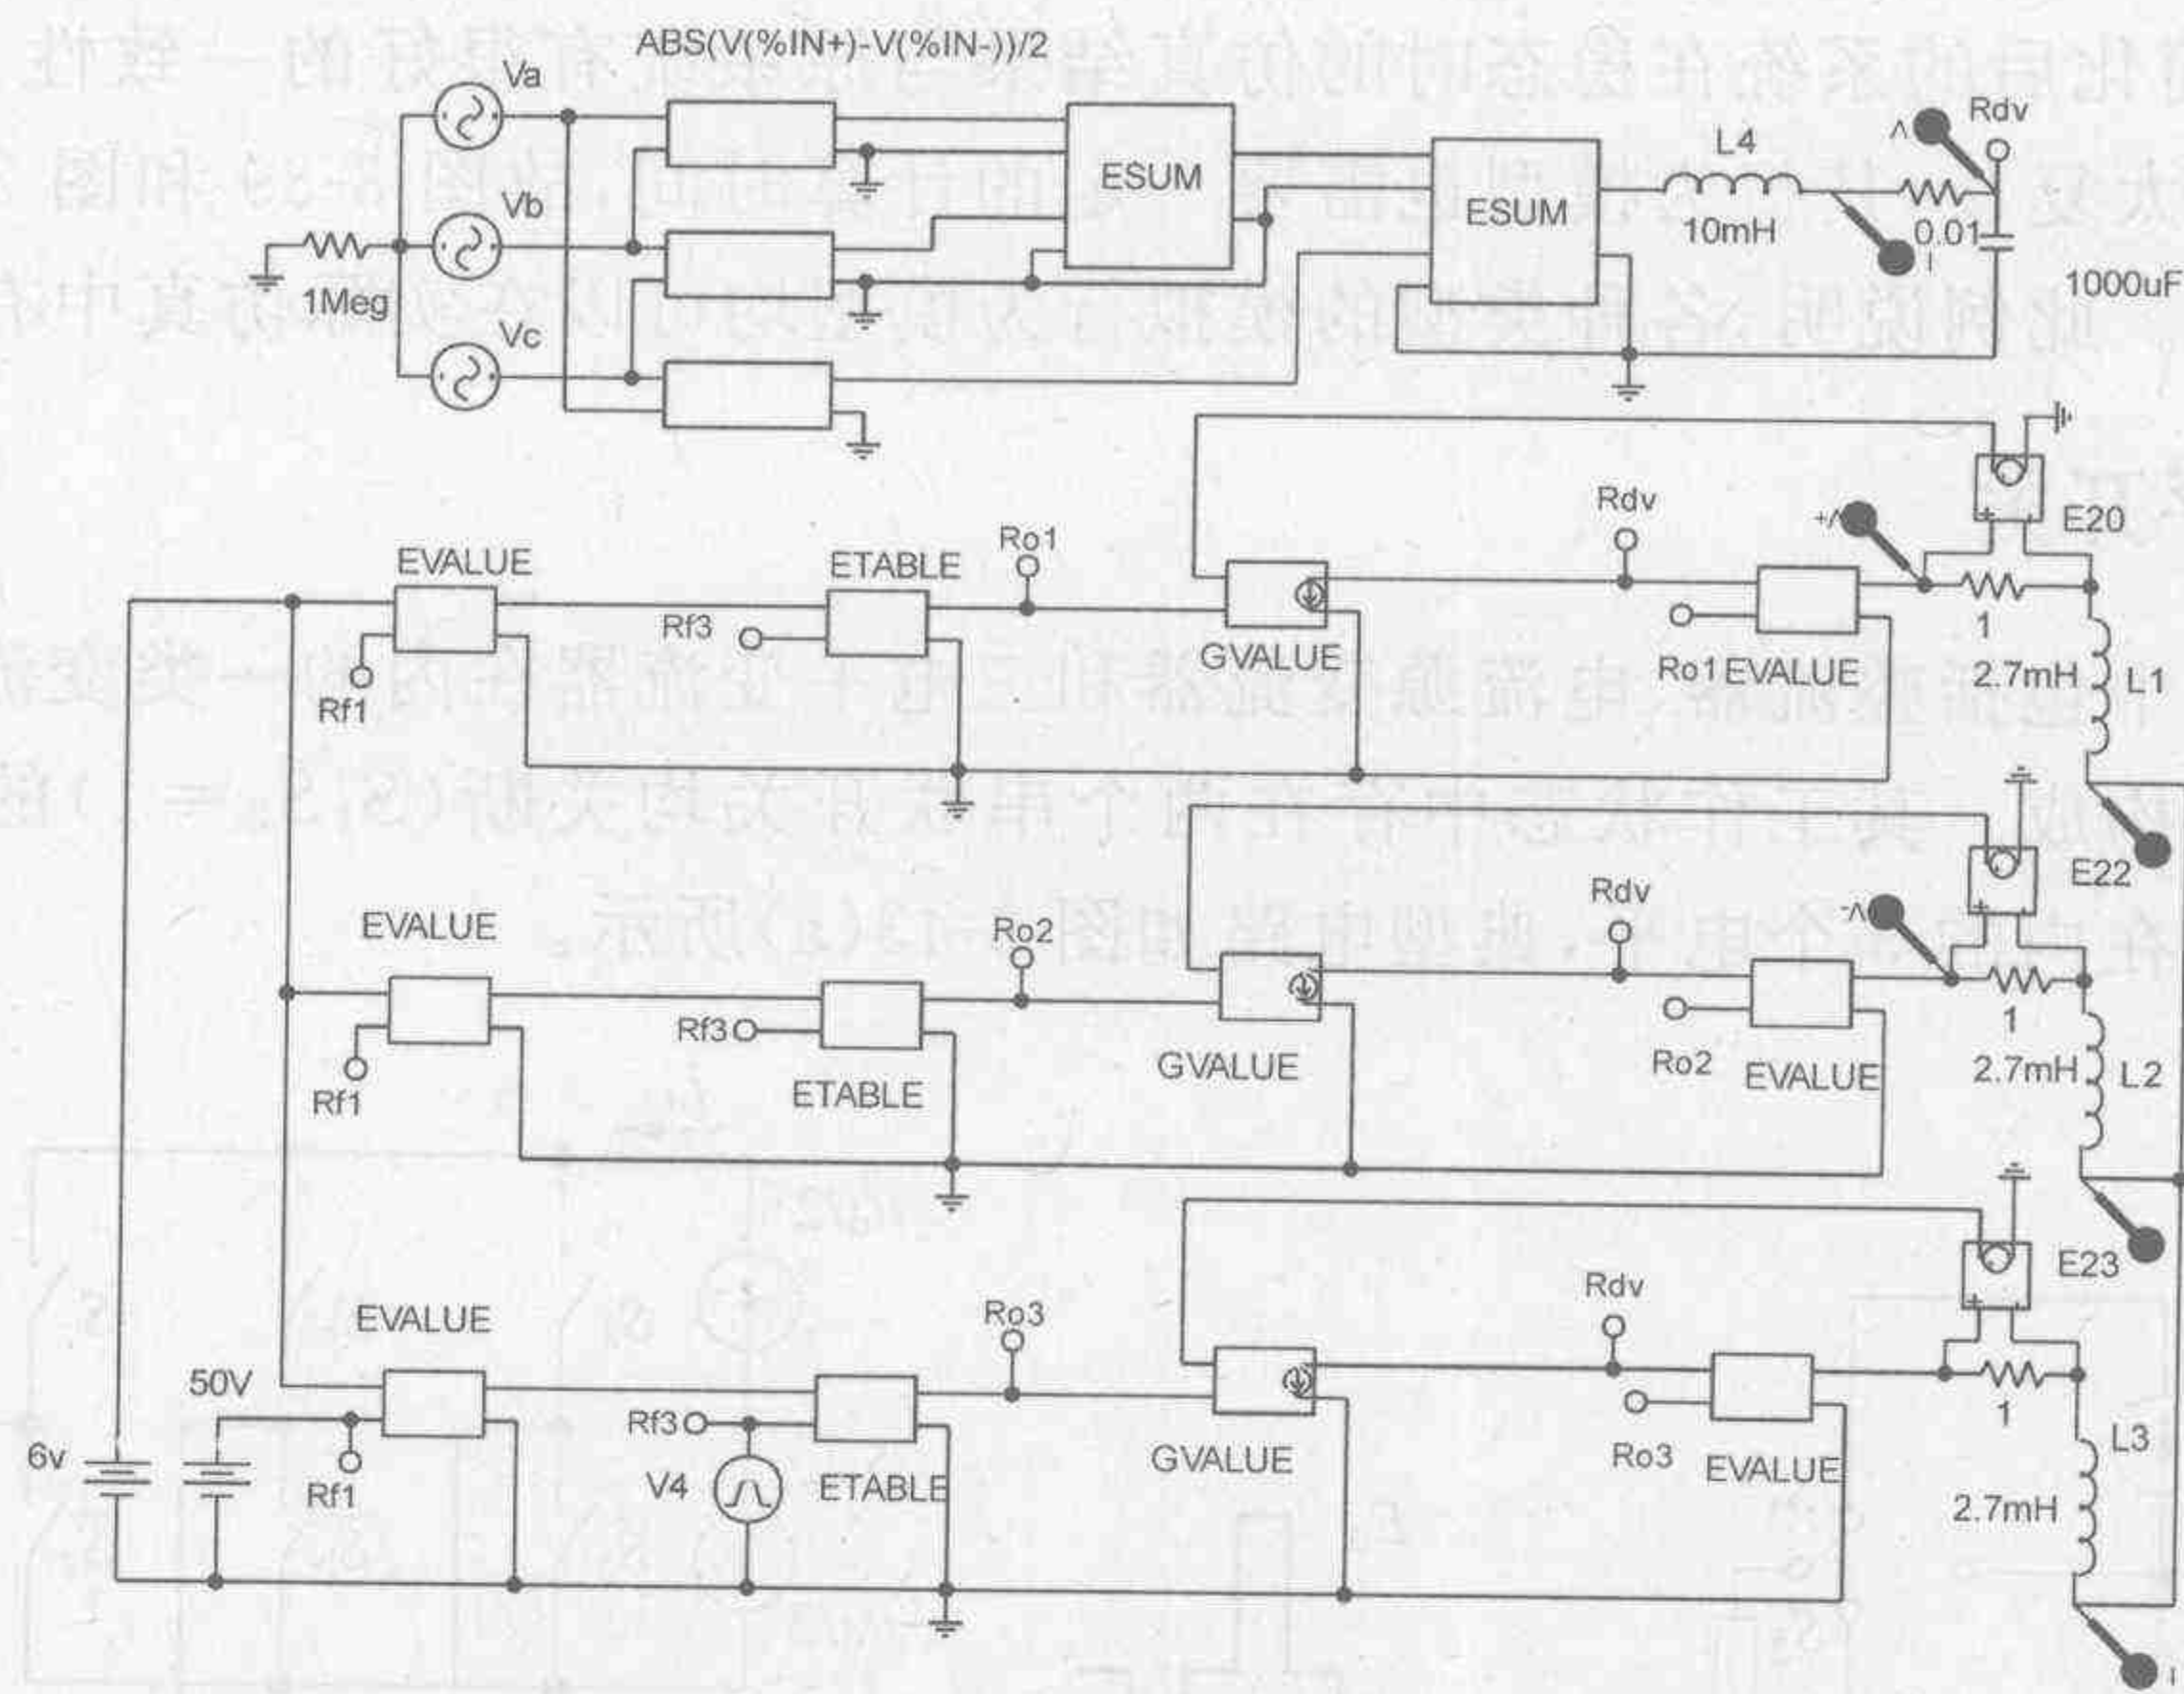 ABS(V(%IN+)-V(%IN-))/2
Va
Vb
Vc
1Meg
ESUM
ESUM
L4
10mH
I
Rdv
0.01
1000uF
EVALUE
Rf1
Rf3
ETABLE
Ro1
GVALUE
Rdv
Ro1
EVALUE
E20
1
2.7mH
L1
EVALUE
Rf1
Rf3
ETABLE
Ro2
GVALUE
Rdv
Ro2
EVALUE
E22
1
2.7mH
L2
EVALUE
6v
50V
Rf1
Rf3
V4
ETABLE
Ro3
GVALUE
Rdv
Ro3
EVALUE
E23
1
2.7mH
L3
I